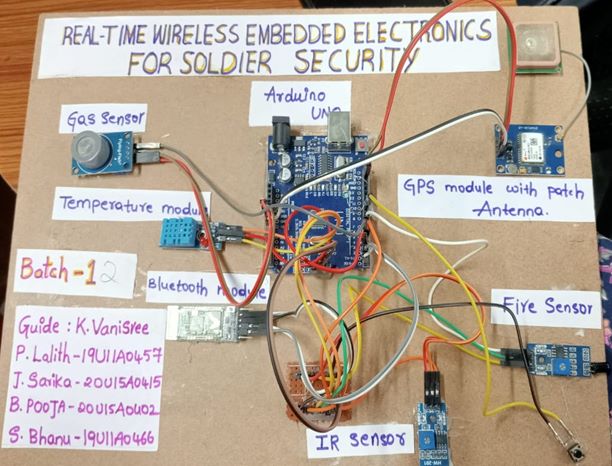 REAL-TIME WIRELESS EMBEDDED ELECTRONICS
FOR SOLDIER SECURITY
Arduino
UNO
Gas sensor
GPS module with patch
Antenna.
Temperature module
Batch-12
Bluetooth module
Fire Sensor
Guide : K.Vanisree
P. Lalith-19U11A0457
J. Saika-20U15A0415
B. POOJA-20U15A0402
S. Bhanu-19U11A0466
IR Sensor